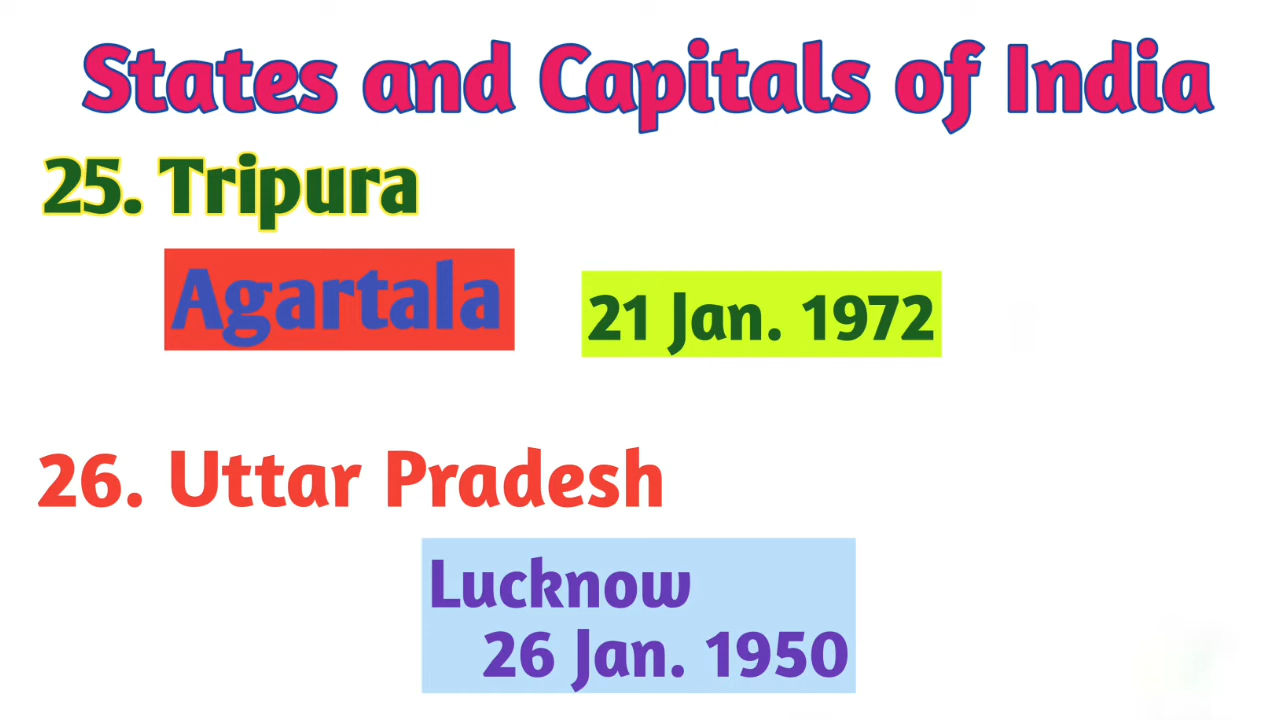 States and Capitals of India
25. Tripura
Agartala
21 Jan. 1972
26. Uttar Pradesh
Lucknow
26 Jan. 1950